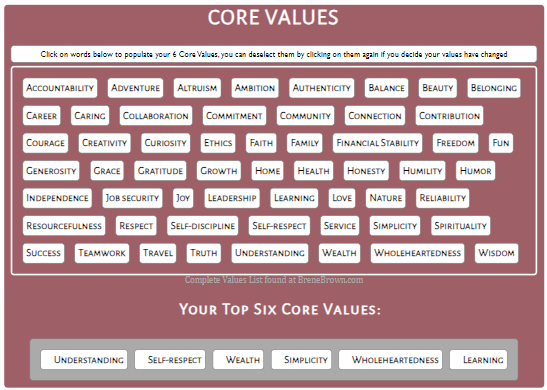 CORE VALUES
Click on words below to populate your 6 Core Values, you can deselect them by clicking on them again if you decide your values have changed
Accountability Adventure Altruism Ambition Authenticity Balance Beauty Belonging
Career Caring Collaboration Commitment Community Connection Contribution
Courage Creativity Curiosity Ethics Faith Family Financial Stability Freedom Fun
Generosity Grace Gratitude Growth Home Health Honesty Humility Humor
Independence Job security Joy Leadership Learning Love Nature Reliability
Resourcefulness Respect Self-discipline Self-respect Service Simplicity Spirituality
Success Teamwork Travel Truth Understanding Wealth Wholeheartedness Wisdom
Complete Values List found at BreneBrown.com
Your Top Six Core Values:
Understanding Self-respect Wealth Simplicity Wholeheartedness Learning